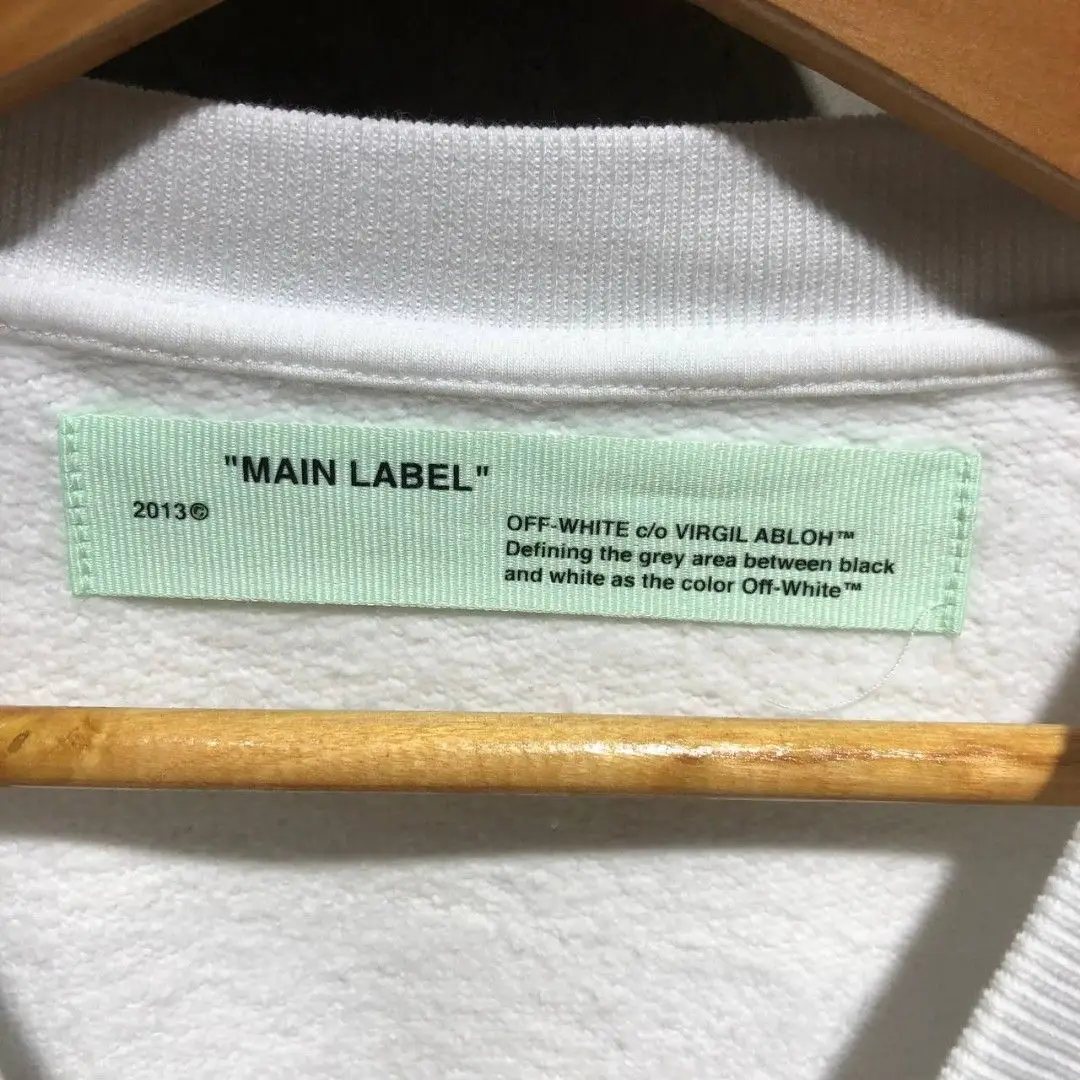 "MAIN LABEL"
2013©
OFF-WHITE c/o VIRGIL ABLOH™
Defining the grey area between black
and white as the color Off-White™